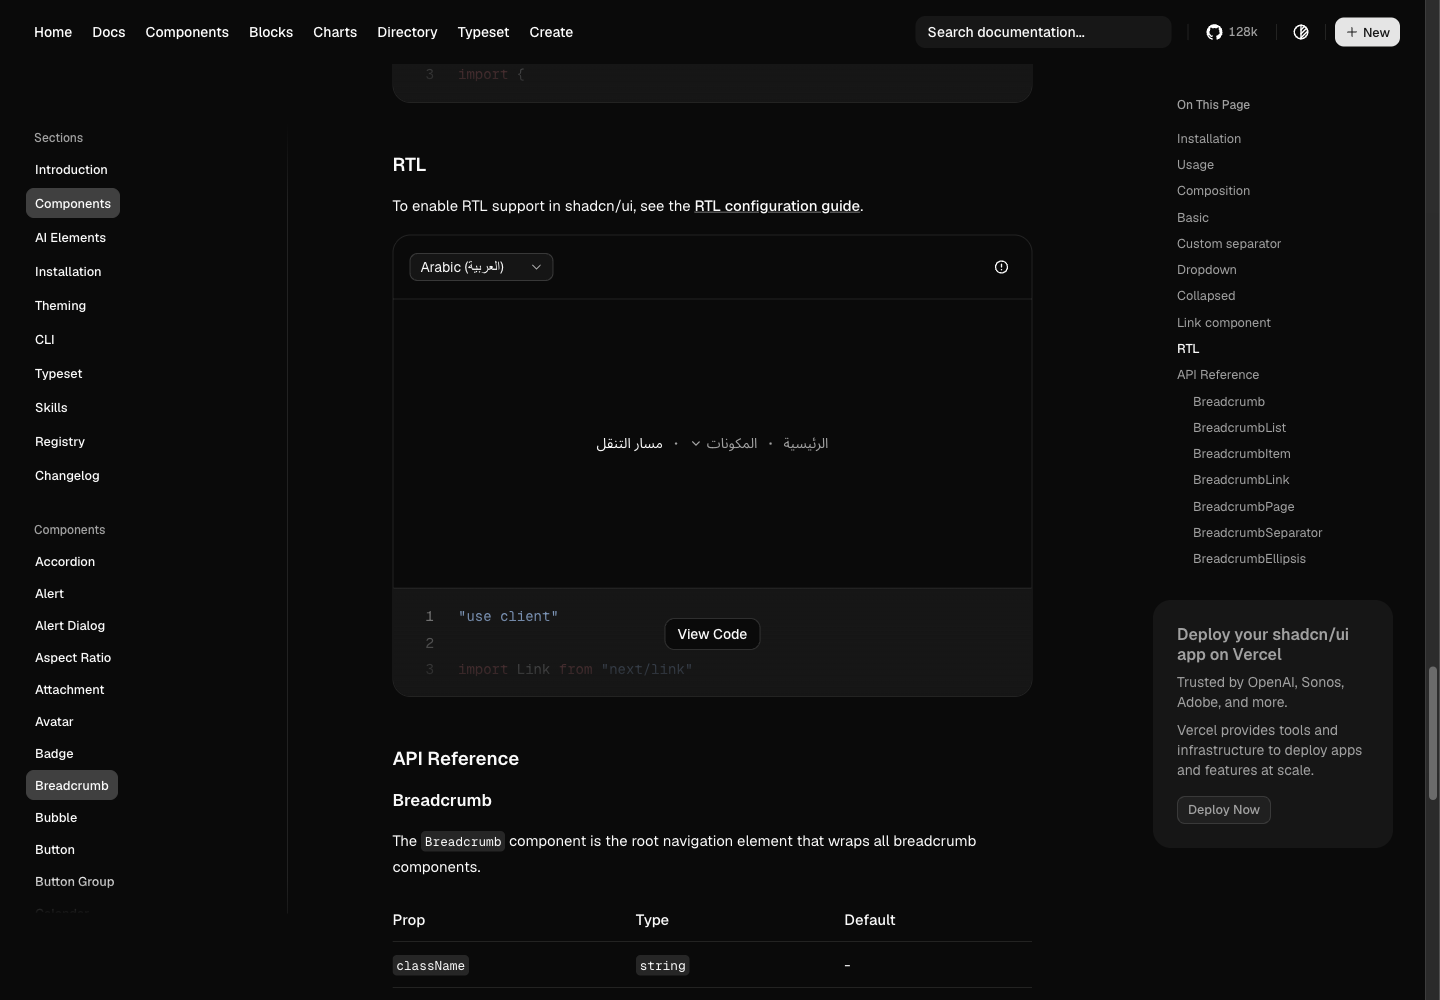 Home Docs Components Blocks Charts Directory Typeset Create
Search documentation...
128k
New
Sections
Introduction
Components
AI Elements
Installation
Theming
CLI
Typeset
Skills
Registry
Changelog
Components
Accordion
Alert
Alert Dialog
Aspect Ratio
Attachment
Avatar
Badge
Breadcrumb
Bubble
Button
Button Group
Calendar
3 import {
RTL
To enable RTL support in shadcn/ui, see the RTL configuration guide.
Arabic (العربية)
الرئيسية • المكونات • مسار التنقل
1 "use client"
2
3 import Link from "next/link"
View Code
API Reference
Breadcrumb
The Breadcrumb component is the root navigation element that wraps all breadcrumb
components.
Prop Type Default
className string -
On This Page
Installation
Usage
Composition
Basic
Custom separator
Dropdown
Collapsed
Link component
RTL
API Reference
Breadcrumb
BreadcrumbList
BreadcrumbItem
BreadcrumbLink
BreadcrumbPage
BreadcrumbSeparator
BreadcrumbEllipsis
Deploy your shadcn/ui
app on Vercel
Trusted by OpenAI, Sonos,
Adobe, and more.
Vercel provides tools and
infrastructure to deploy apps
and features at scale.
Deploy Now